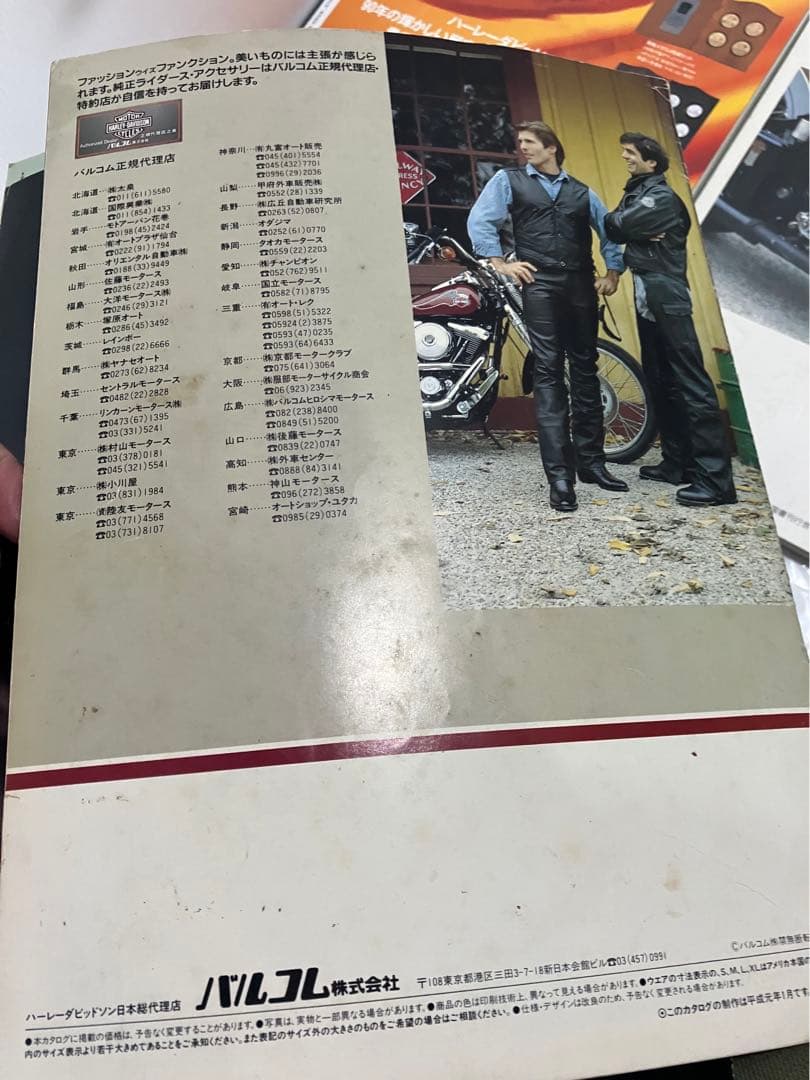 ファッションウイズファンクション。美いものには主張が感じら
れます。純正ライダース・アクセサリーはバルコム正規代理店・
特約店が自信を持ってお届けします。
MOTOR
HARLEY-DAVIDSON
CYCLES
Authorized Dealer 正規代理店之章
バルコム株式会社
バルコム正規代理店
北海道……㈱太泉
☎011(611)5580
北海道……国際興業㈱
☎011(854)1433
岩手……モトアーバン花巻
☎0198(45)2424
宮城……㈲オートプラザ仙台
☎0222(91)1794
秋田……オリエンタル自動車㈱
☎0188(33)9449
山形……佐藤モータース
☎0236(22)2493
福島……大洋モータース㈱
☎0246(29)3121
栃木……塚原オート
☎0286(45)3492
茨城……レインボー
☎0298(22)6666
群馬……㈱ヤナセオート
☎0273(62)8234
埼玉……セントラルモータース
☎0482(22)2828
千葉……リンカーンモータース㈱
☎0473(67)1395
☎03(331)5241
東京……㈱村山モータース
☎03(378)0181
☎045(321)5541
東京……㈱小川屋
☎03(831)1984
東京……㈾陸友モータース
☎03(771)4568
☎03(731)8107
神奈川……㈲丸富オート販売
☎045(401)5554
☎045(432)7701
☎0996(29)2036
山梨……甲府外車販売㈱
☎0552(28)1339
長野……㈱広丘自動車研究所
☎0263(52)0807
新潟……オダジマ
☎0252(61)0770
静岡……タオカモータース
☎0559(22)2203
愛知……㈱チャンピオン
☎052(762)9511
岐阜……国立モータース
☎0582(71)8795
三重……㈲オート・レク
☎0598(51)5322
☎05924(2)3875
☎0593(47)0235
☎0593(64)6433
京都……㈱京都モータークラブ
☎075(641)3064
大阪……㈱服部モーターサイクル商会
☎06(923)2345
広島……㈱バルコムヒロシマモータース
☎082(238)8400
☎0849(51)5200
山口……㈱後藤モータース
☎0839(22)0747
高知……㈱外車センター
☎0888(84)3141
熊本……神山モータース
☎096(272)3858
宮崎……オートショップ・ユタカ
☎0985(29)0374
ハーレーダビ
90年の輝かしい
Ⓒバルコム㈱禁無断転
ハーレーダビッドソン日本総代理店 バルコム株式会社 〒108東京都港区三田3-7-18新日本会館ビル☎03(457)0991
●本カタログに掲載の価格は、予告なく変更することがあります。●写真は、実物と一部異なる場合があります。●商品の色は印刷技術上、異なって見える場合があります。●ウエアの寸法表示の、S,M,L,XLはアメリカ本国の
内のサイズ表示より若干大きめであることをご承知ください。また表記のサイズ外の大きさのものをご希望の場合はご相談ください。●仕様・デザインは改良のため、予告なく変更される場合があります。
⊙このカタログの制作は平成元年1月です。